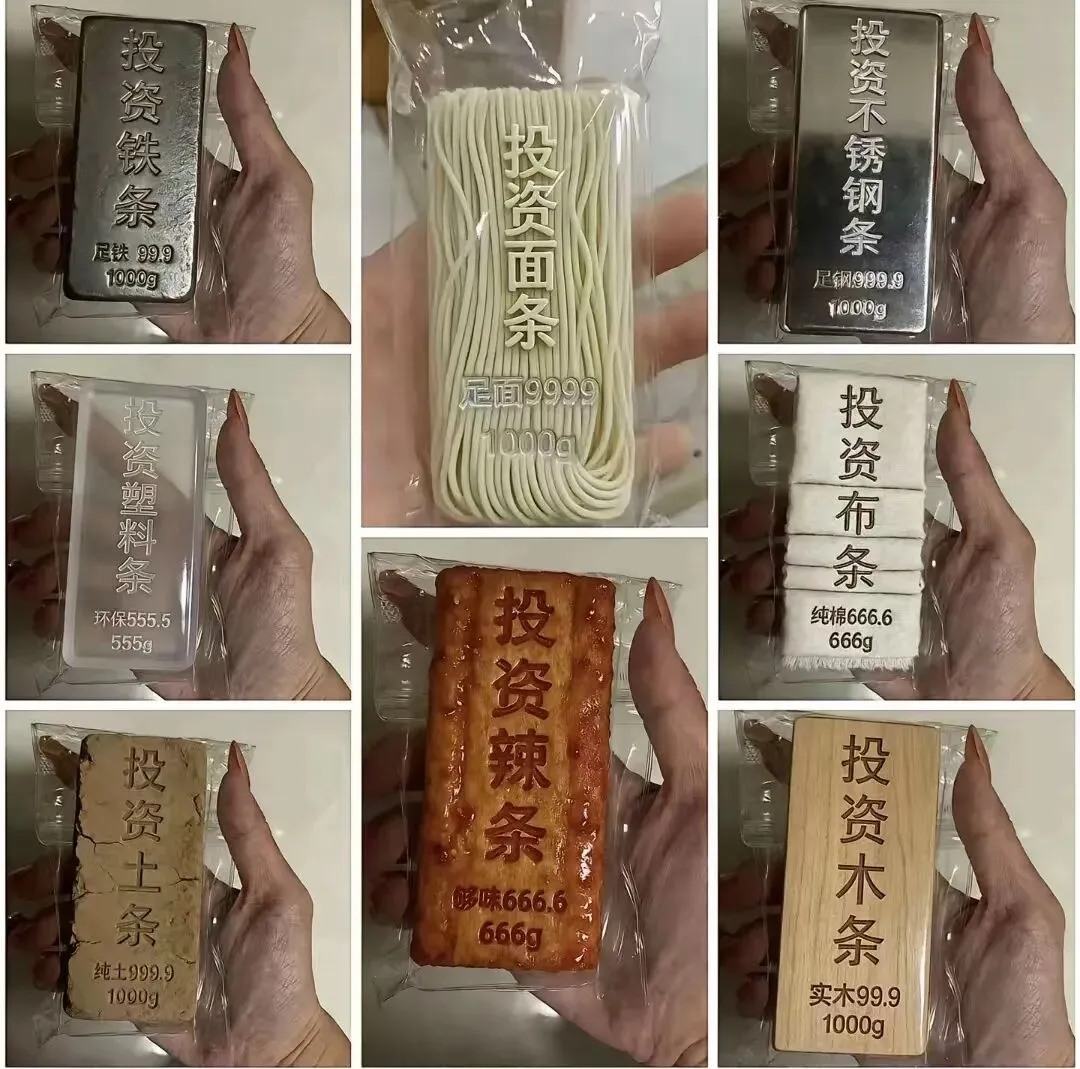 投资铁条
足铁 99.9
1000g
投资面条
足面9999
1000g
投资不锈钢条
足钢999.9
1000g
投资塑料条
环保555.5
555g
投资辣条
够味666.6
666g
投资布条
纯棉666.6
666g
投资土条
纯土999.9
1000g
投资木条
实木99.9
1000g